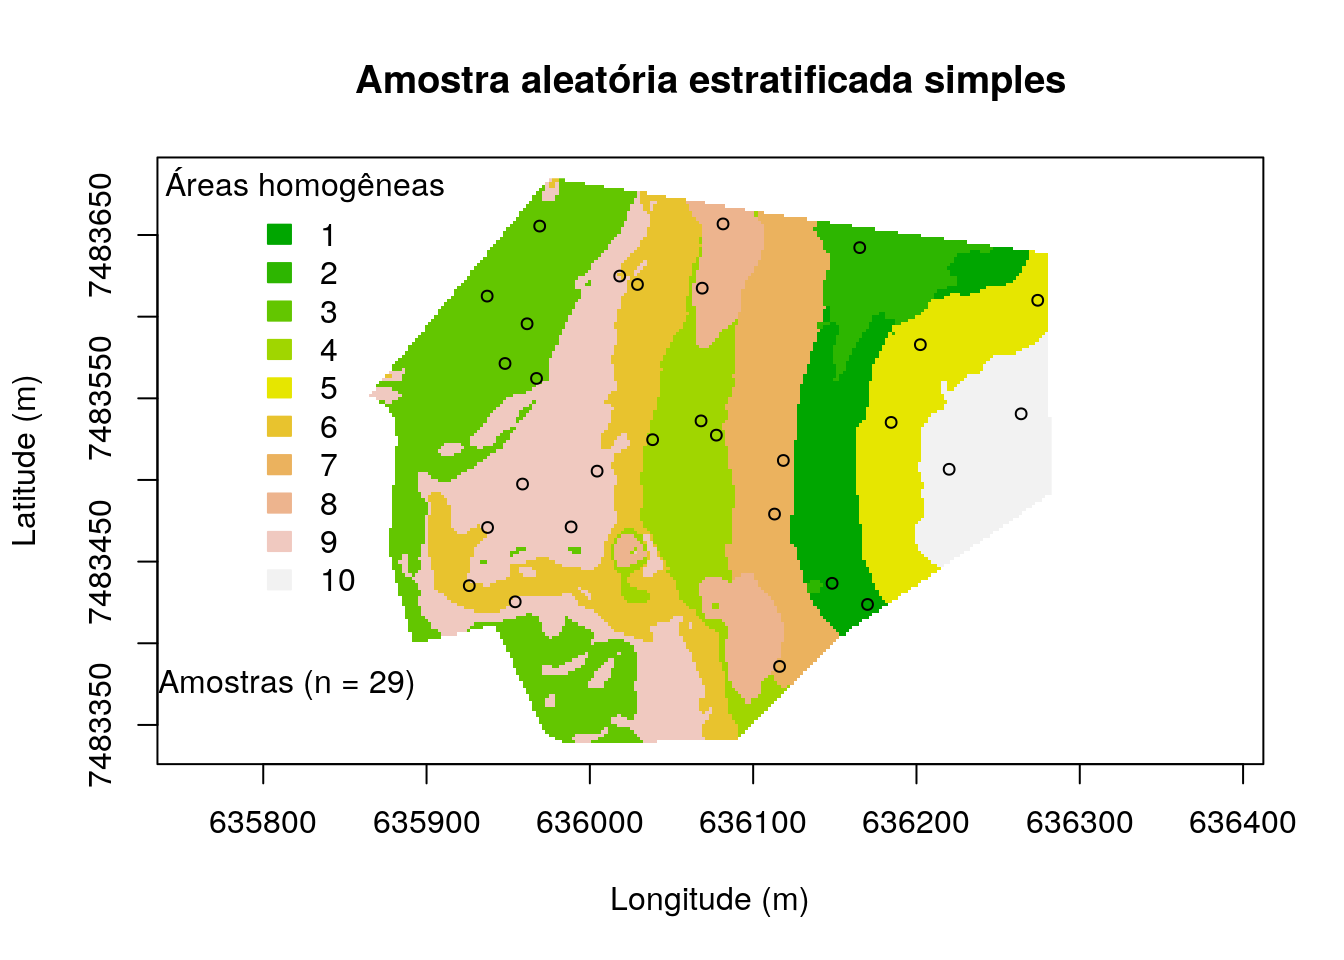 Amostra aleatória estratificada simples
Áreas homogêneas
1
2
3
4
5
6
7
8
9
10
Amostras (n = 29)
Latitude (m)
7483650
7483550
7483450
7483350
635800 635900 636000 636100 636200 636300 636400
Longitude (m)